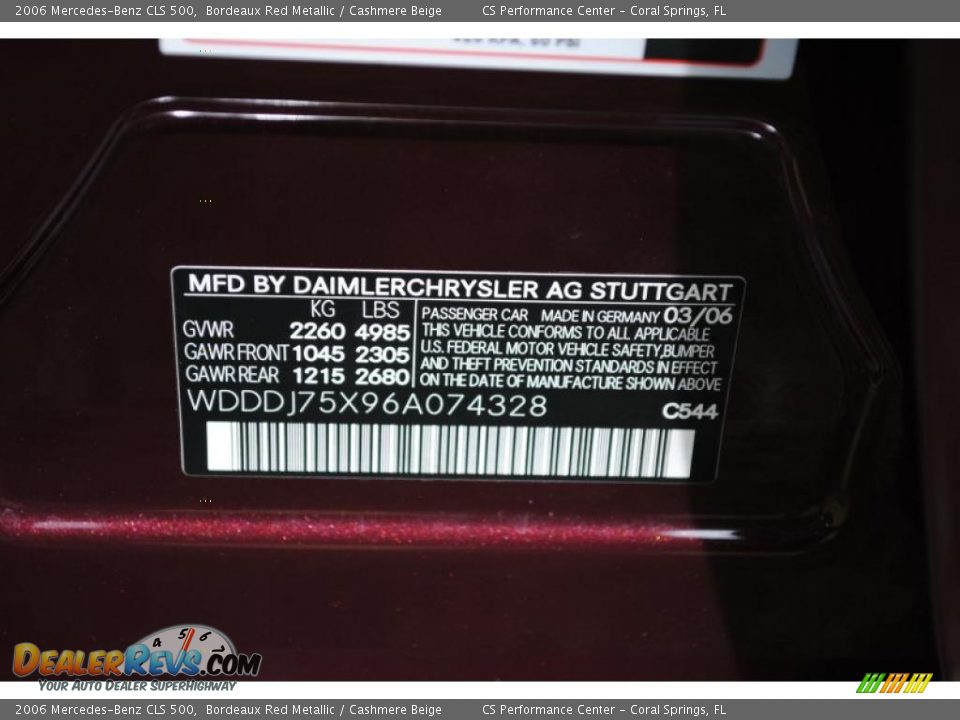 2006 Mercedes-Benz CLS 500, Bordeaux Red Metallic / Cashmere Beige CS Performance Center - Coral Springs, FL
MFD BY DAIMLERCHRYSLER AG STUTTGART
KG LBS
GVWR 2260 4985
GAWR FRONT 1045 2305
GAWR REAR 1215 2680
PASSENGER CAR MADE IN GERMANY 03/06
THIS VEHICLE CONFORMS TO ALL APPLICABLE
U.S. FEDERAL MOTOR VEHICLE SAFETY,BUMPER
AND THEFT PREVENTION STANDARDS IN EFFECT
ON THE DATE OF MANUFACTURE SHOWN ABOVE
WDDDJ75X96A074328 C544
4 5 6
DEALERREVS.COM
YOUR AUTO DEALER SUPERHIGHWAY
2006 Mercedes-Benz CLS 500, Bordeaux Red Metallic / Cashmere Beige CS Performance Center - Coral Springs, FL